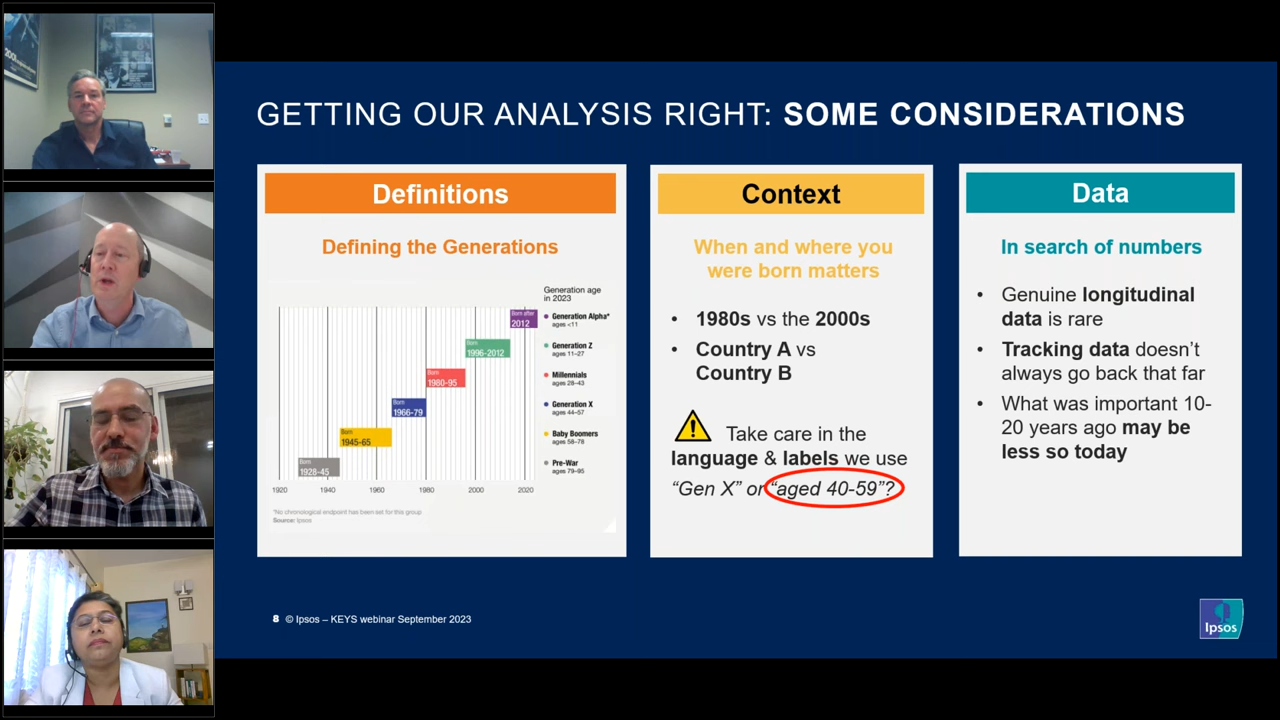 GETTING OUR ANALYSIS RIGHT: SOME CONSIDERATIONS
Definitions
Defining the Generations
Generation age
in 2023
Born after
2012
Generation Alpha*
ages <11
Born
1996-2012
Generation Z
ages 11-27
Born
1980-95
Millennials
ages 28-43
Born
1966-79
Generation X
ages 44-57
Born
1945-65
Baby Boomers
ages 58-78
Born
1928-45
Pre-War
ages 79-95
1920 1940 1960 1980 2000 2020
*No chronological endpoint has been set for this group.
Source: Ipsos
Context
When and where you
were born matters
• 1980s vs the 2000s
• Country A vs
Country B
Take care in the
language & labels we use
“Gen X” or “aged 40-59”?
Data
In search of numbers
• Genuine longitudinal
data is rare
• Tracking data doesn’t
always go back that far
• What was important 10-
20 years ago may be
less so today
8 © Ipsos – KEYS webinar September 2023
Ipsos